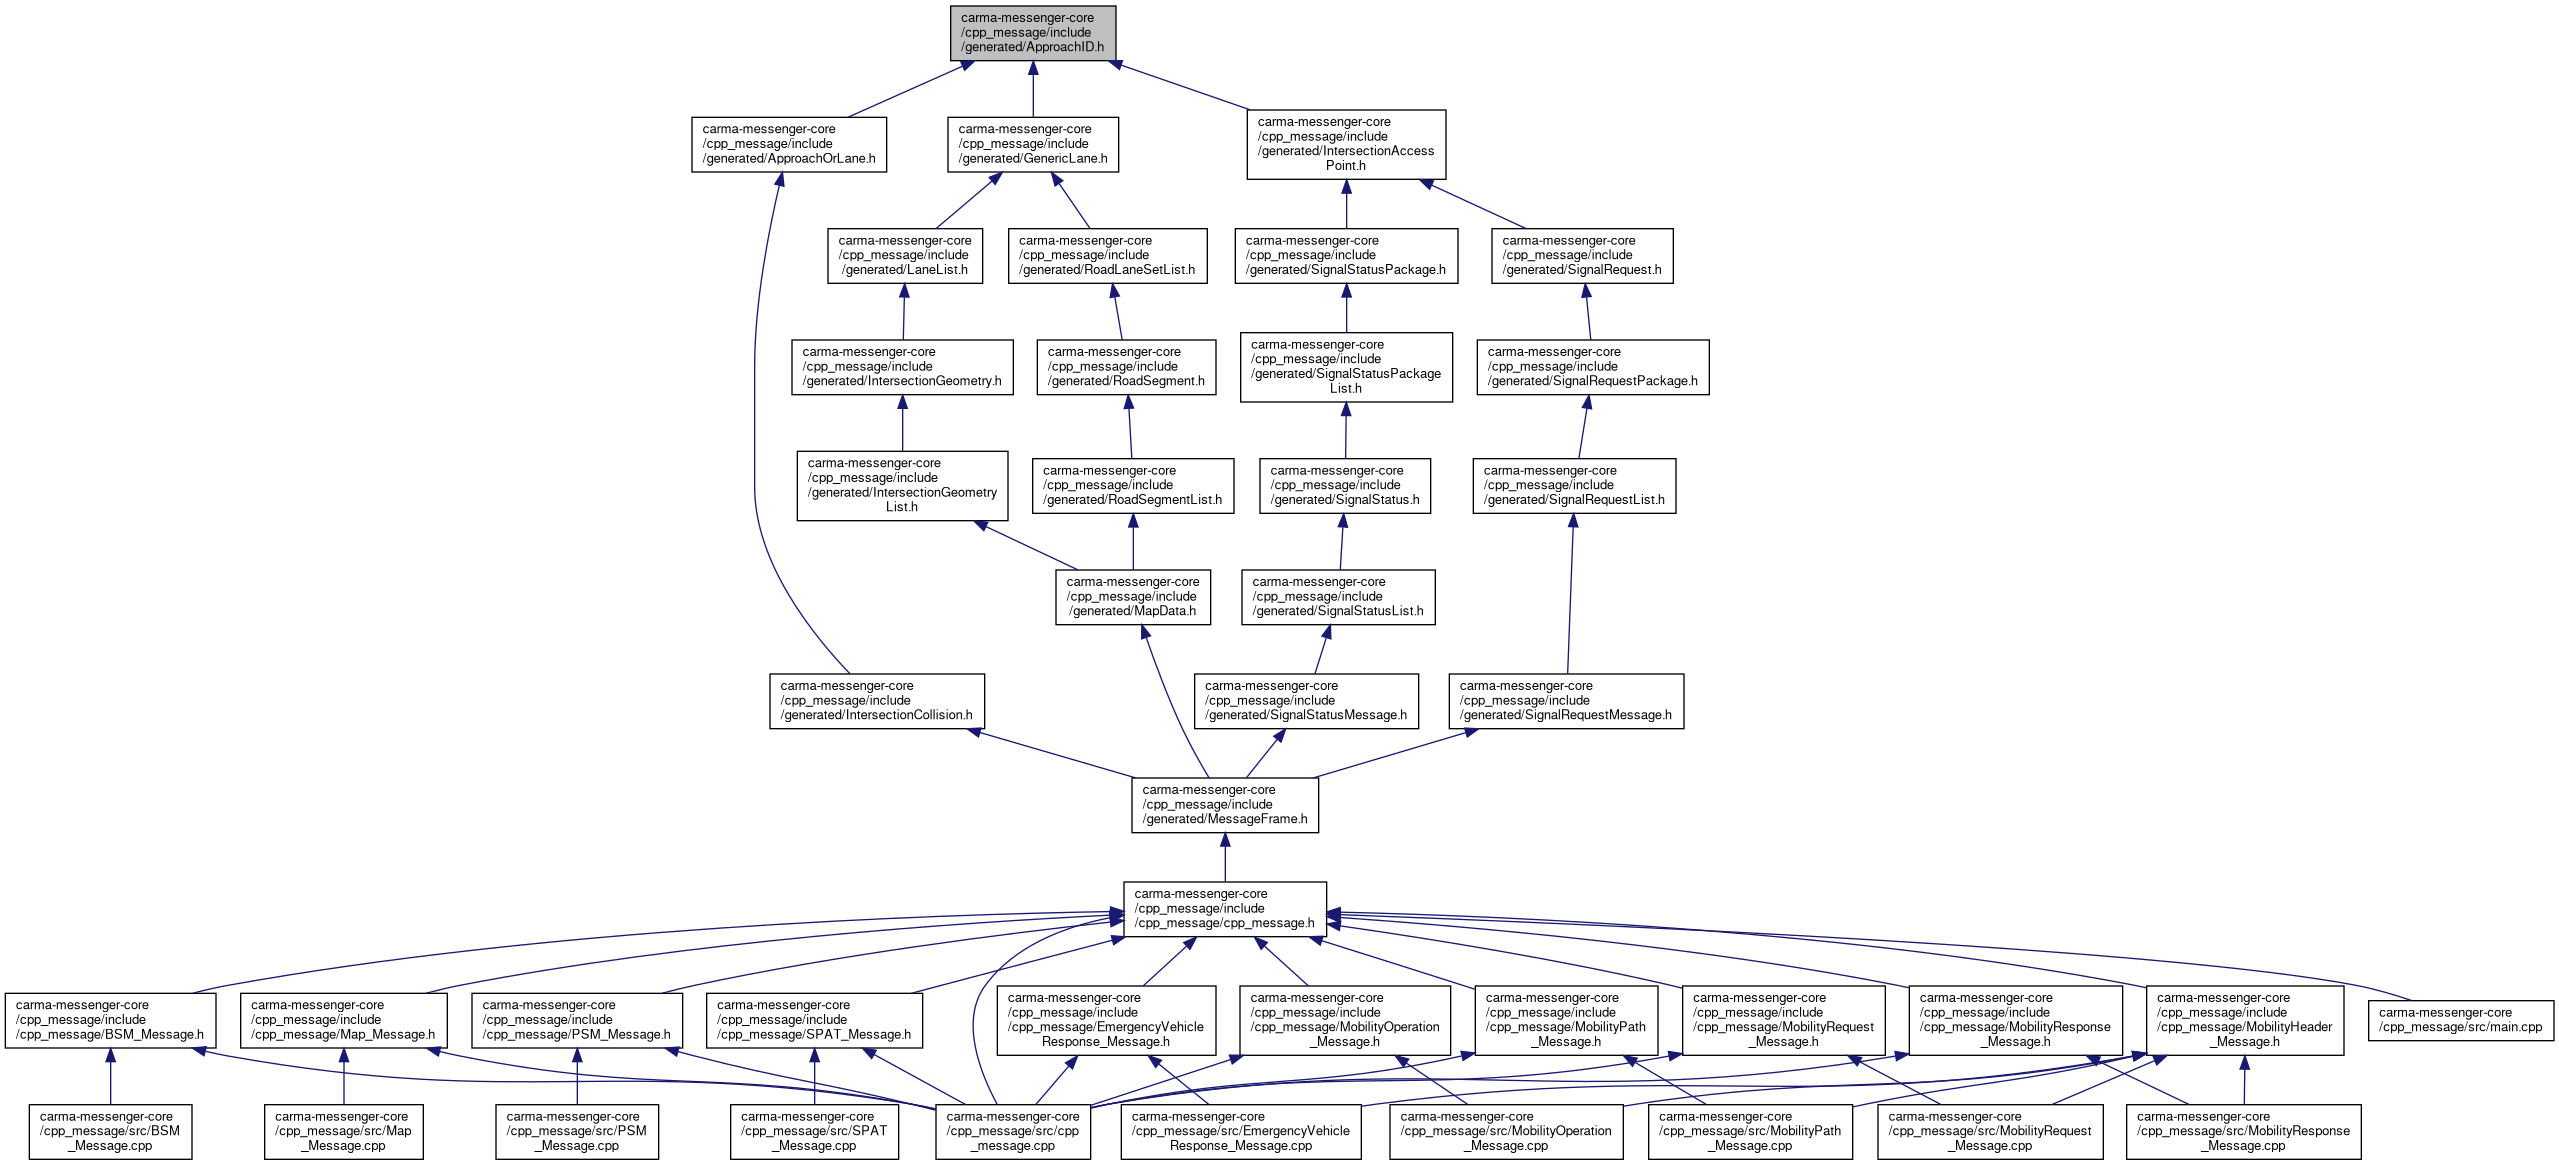 carma-messenger-core
/cpp_message/include
/generated/ApproachID.h
carma-messenger-core
/cpp_message/include
/generated/ApproachOrLane.h
carma-messenger-core
/cpp_message/include
/generated/GenericLane.h
carma-messenger-core
/cpp_message/include
/generated/IntersectionAccess
Point.h
carma-messenger-core
/cpp_message/include
/generated/LaneList.h
carma-messenger-core
/cpp_message/include
/generated/RoadLaneSetList.h
carma-messenger-core
/cpp_message/include
/generated/SignalStatusPackage.h
carma-messenger-core
/cpp_message/include
/generated/SignalRequest.h
carma-messenger-core
/cpp_message/include
/generated/IntersectionGeometry.h
carma-messenger-core
/cpp_message/include
/generated/RoadSegment.h
carma-messenger-core
/cpp_message/include
/generated/SignalStatusPackage
List.h
carma-messenger-core
/cpp_message/include
/generated/SignalRequestPackage.h
carma-messenger-core
/cpp_message/include
/generated/IntersectionGeometry
List.h
carma-messenger-core
/cpp_message/include
/generated/RoadSegmentList.h
carma-messenger-core
/cpp_message/include
/generated/SignalStatus.h
carma-messenger-core
/cpp_message/include
/generated/SignalRequestList.h
carma-messenger-core
/cpp_message/include
/generated/MapData.h
carma-messenger-core
/cpp_message/include
/generated/SignalStatusList.h
carma-messenger-core
/cpp_message/include
/generated/IntersectionCollision.h
carma-messenger-core
/cpp_message/include
/generated/SignalStatusMessage.h
carma-messenger-core
/cpp_message/include
/generated/SignalRequestMessage.h
carma-messenger-core
/cpp_message/include
/generated/MessageFrame.h
carma-messenger-core
/cpp_message/include
/cpp_message/cpp_message.h
carma-messenger-core
/cpp_message/include
/cpp_message/BSM_Message.h
carma-messenger-core
/cpp_message/include
/cpp_message/Map_Message.h
carma-messenger-core
/cpp_message/include
/cpp_message/PSM_Message.h
carma-messenger-core
/cpp_message/include
/cpp_message/SPAT_Message.h
carma-messenger-core
/cpp_message/include
/cpp_message/EmergencyVehicle
Response_Message.h
carma-messenger-core
/cpp_message/include
/cpp_message/MobilityOperation
_Message.h
carma-messenger-core
/cpp_message/include
/cpp_message/MobilityPath
_Message.h
carma-messenger-core
/cpp_message/include
/cpp_message/MobilityRequest
_Message.h
carma-messenger-core
/cpp_message/include
/cpp_message/MobilityResponse
_Message.h
carma-messenger-core
/cpp_message/include
/cpp_message/MobilityHeader
_Message.h
carma-messenger-core
/cpp_message/src/main.cpp
carma-messenger-core
/cpp_message/src/BSM
_Message.cpp
carma-messenger-core
/cpp_message/src/Map
_Message.cpp
carma-messenger-core
/cpp_message/src/PSM
_Message.cpp
carma-messenger-core
/cpp_message/src/SPAT
_Message.cpp
carma-messenger-core
/cpp_message/src/cpp
_message.cpp
carma-messenger-core
/cpp_message/src/EmergencyVehicle
Response_Message.cpp
carma-messenger-core
/cpp_message/src/MobilityOperation
_Message.cpp
carma-messenger-core
/cpp_message/src/MobilityPath
_Message.cpp
carma-messenger-core
/cpp_message/src/MobilityRequest
_Message.cpp
carma-messenger-core
/cpp_message/src/MobilityResponse
_Message.cpp